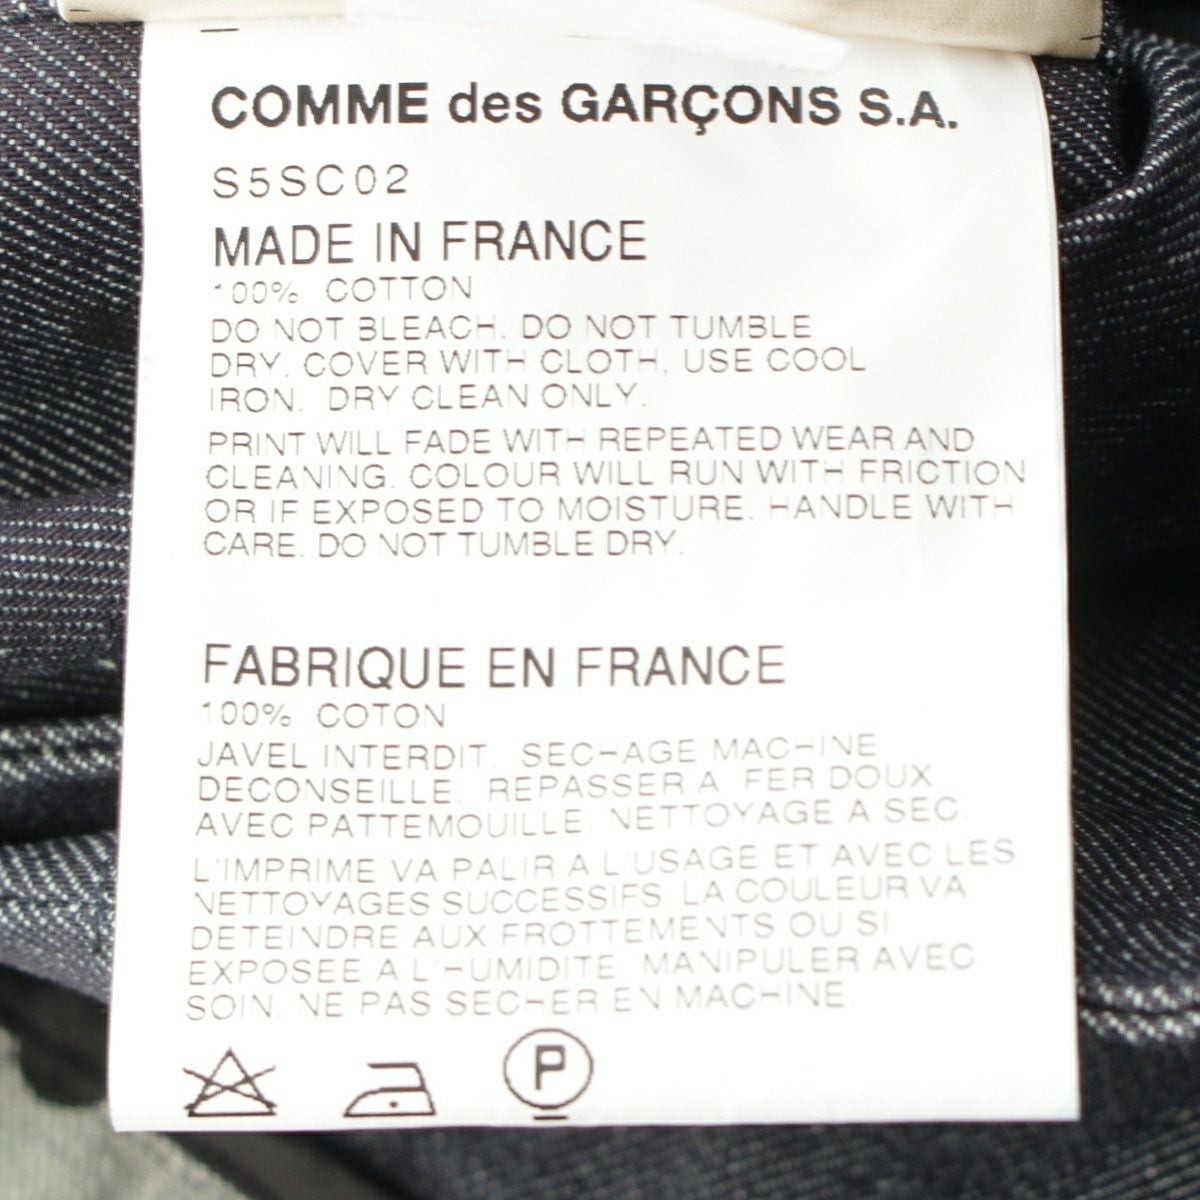 COMME des GARÇONS S.A.
S5SC02
MADE IN FRANCE
100% COTTON
DO NOT BLEACH. DO NOT TUMBLE
DRY. COVER WITH CLOTH, USE COOL
IRON. DRY CLEAN ONLY.
PRINT WILL FADE WITH REPEATED WEAR AND
CLEANING. COLOUR WILL RUN WITH FRICTION
OR IF EXPOSED TO MOISTURE. HANDLE WITH
CARE. DO NOT TUMBLE DRY.
FABRIQUE EN FRANCE
100% COTON
JAVEL INTERDIT. SECHAGE MACHINE
DECONSEILLE. REPASSER A FER DOUX
AVEC PATTEMOUILLE. NETTOYAGE A SEC.
L'IMPRIME VA PALIR A L'USAGE ET AVEC LES
NETTOYAGES SUCCESSIFS. LA COULEUR VA
DETEINDRE AUX FROTTEMENTS OU SI
EXPOSEE A L'HUMIDITE. MANIPULER AVEC
SOIN. NE PAS SECHER EN MACHINE.
P